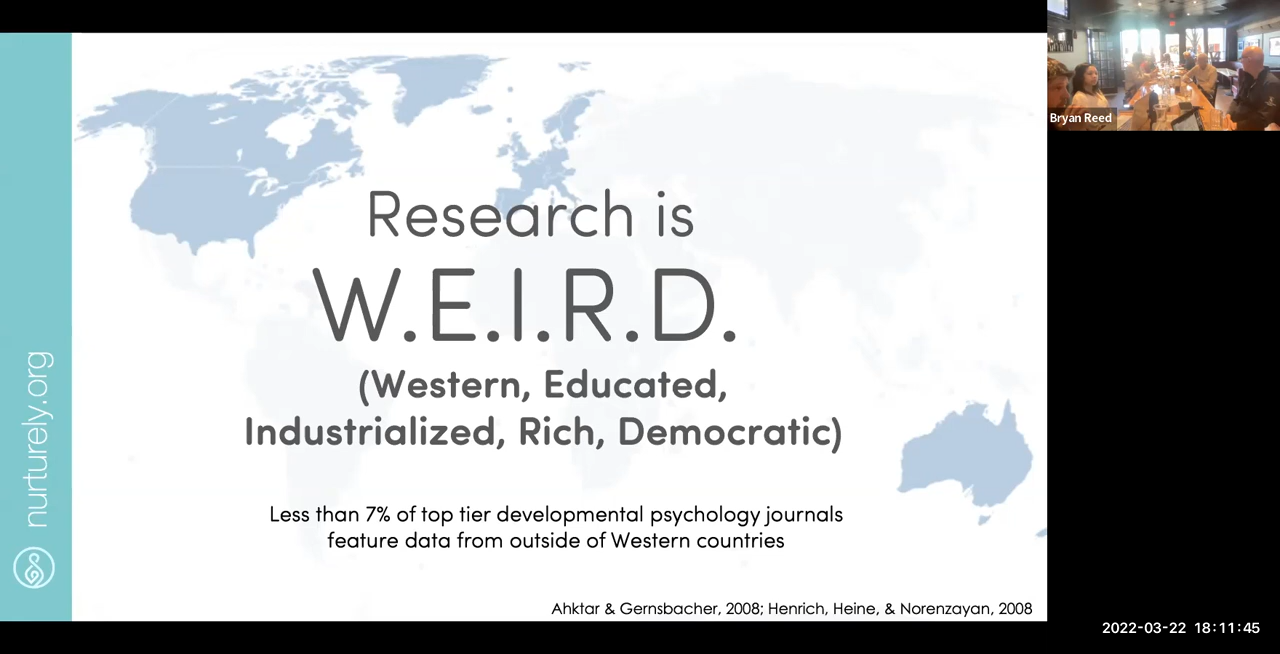 nurturely.org
Research is
W.E.I.R.D.
(Western, Educated,
Industrialized, Rich, Democratic)
Less than 7% of top tier developmental psychology journals
feature data from outside of Western countries
Ahktar & Gernsbacher, 2008; Henrich, Heine, & Norenzayan, 2008
Bryan Reed
2022-03-22 18:11:45